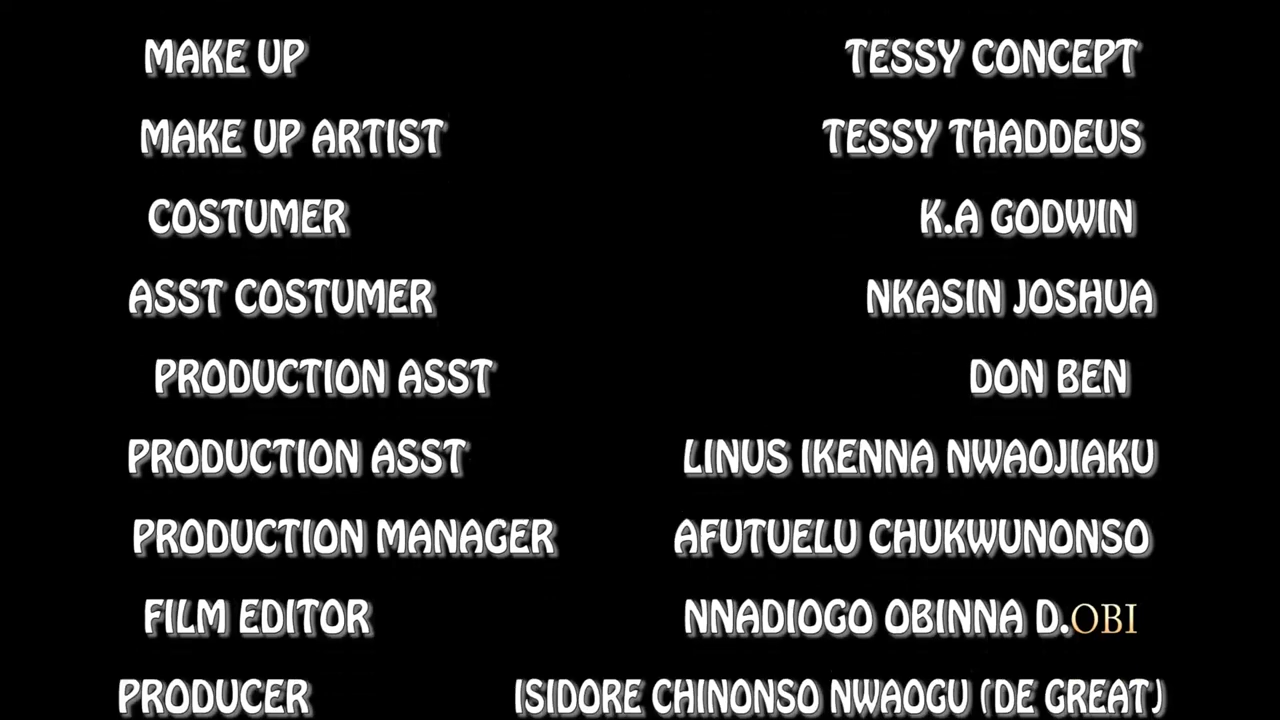 MAKE UP TESSY CONCEPT
MAKE UP ARTIST TESSY THADDEUS
COSTUMER K.A GODWIN
ASST COSTUMER NKASIN JOSHUA
PRODUCTION ASST DON BEN
PRODUCTION ASST LINUS IKENNA NWAOJIAKU
PRODUCTION MANAGER AFUTUELU CHUKWUNONSO
FILM EDITOR NNADIOGO OBINNA D.OBI
PRODUCER ISIDORE CHINONSO NWAOGU (DE GREAT)